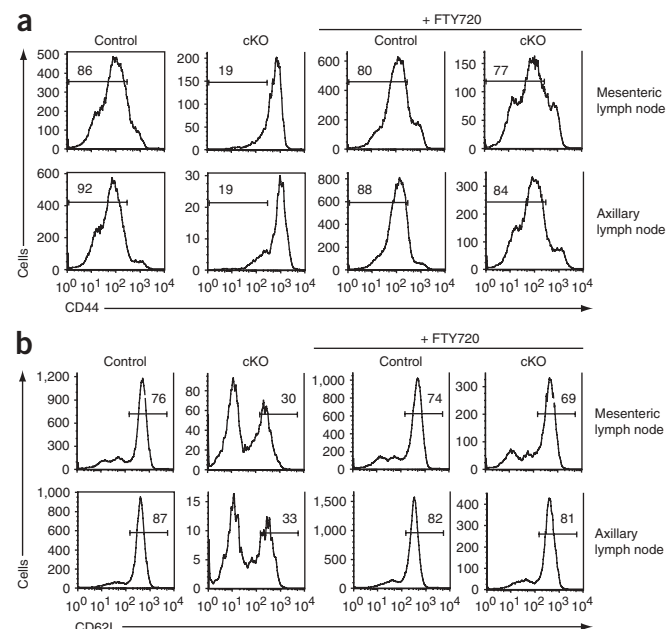 a
+ FTY720
Control cKO Control cKO
500 400 300 200 100 0
86
200 150 100 50 0
19
600 400 200 0
80
150 100 50 0
77
Mesenteric lymph node
600 400 200 0
92
30 20 10 0
19
800 600 400 200 0
88
300 200 100 0
84
Axillary lymph node
10⁰ 10¹ 10² 10³ 10⁴ 10⁰ 10¹ 10² 10³ 10⁴ 10⁰ 10¹ 10² 10³ 10⁴ 10⁰ 10¹ 10² 10³ 10⁴
Cells
CD44
b
+ FTY720
Control cKO Control cKO
1,200 900 600 300 0
76
80 60 40 20 0
30
1,000 800 600 400 200 0
74
300 200 100 0
69
Mesenteric lymph node
1,000 800 600 400 200 0
87
15 10 5 0
33
1,500 1,000 500 0
82
400 300 200 100 0
81
Axillary lymph node
10⁰ 10¹ 10² 10³ 10⁴ 10⁰ 10¹ 10² 10³ 10⁴ 10⁰ 10¹ 10² 10³ 10⁴ 10⁰ 10¹ 10² 10³ 10⁴
Cells
CD62L